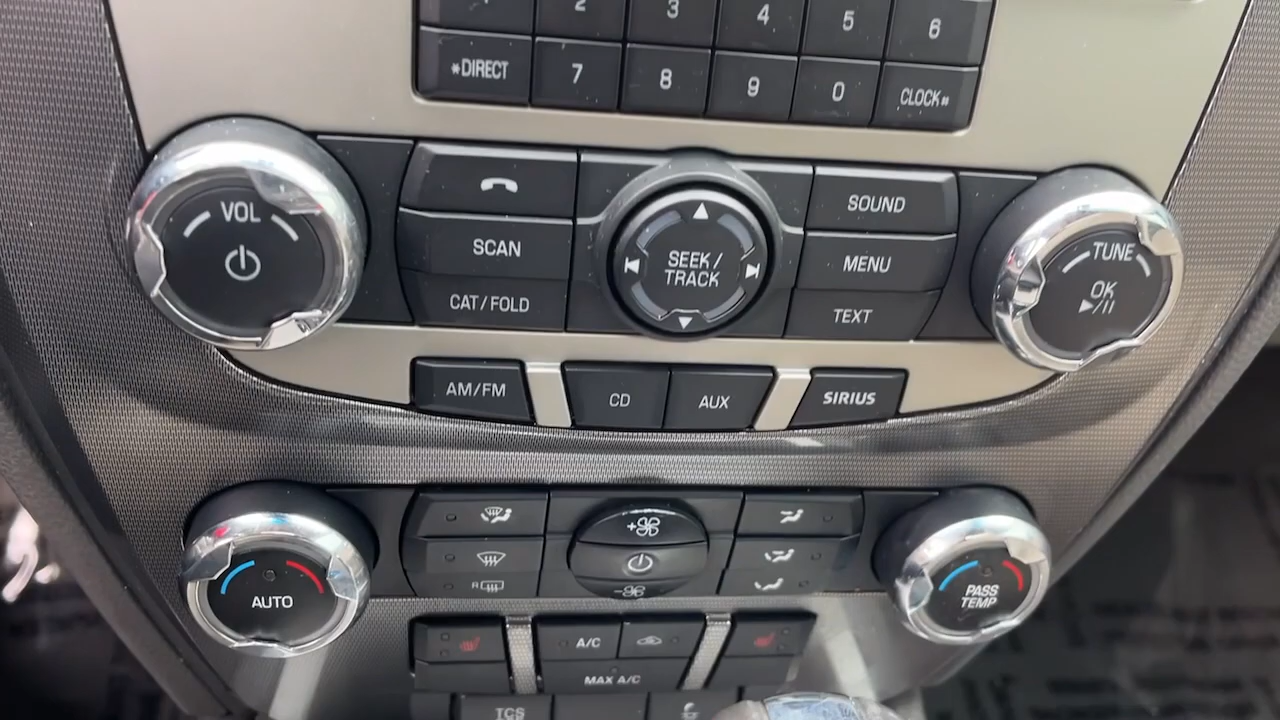 2 3 4 5 6
*DIRECT 7 8 9 0 CLOCK#
VOL
SCAN
CAT/FOLD
SEEK/
TRACK
SOUND
MENU
TEXT
TUNE
OK
AM/FM CD AUX SIRIUS
AUTO
R
PASS
TEMP
A/C
MAX A/C
TCS